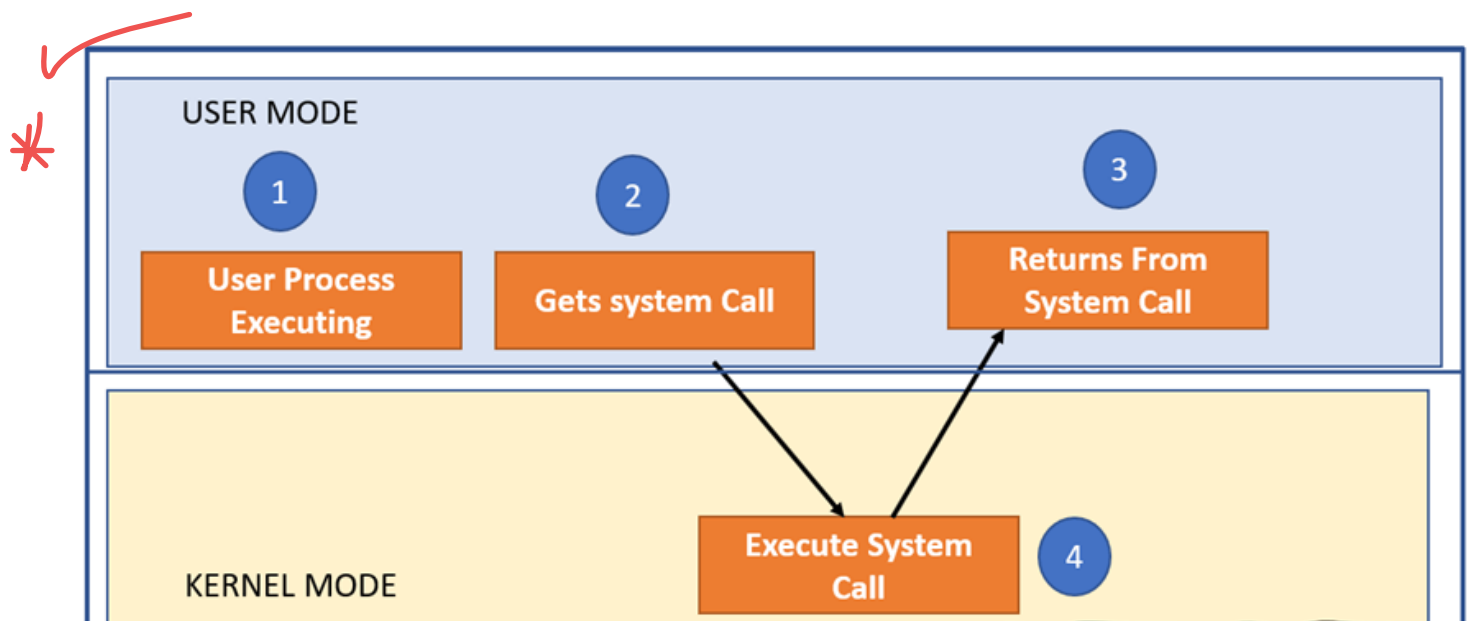 USER MODE
1
2
3
User Process
Executing
Gets system Call
Returns From
System Call
Execute System
Call
4
KERNEL MODE